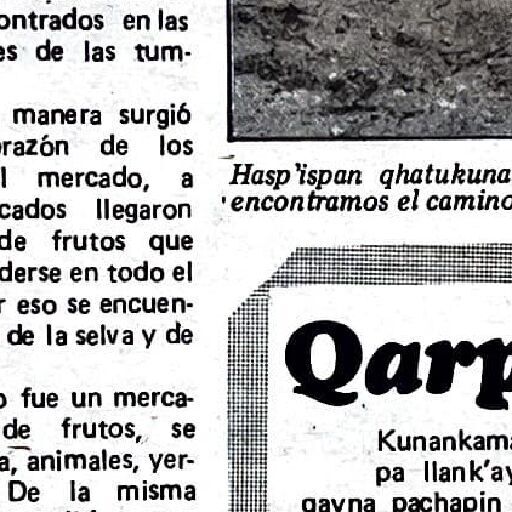 ontrados en las
es de las tum-
manera surgió
orazón de los
l mercado, a
cados llegaron
de frutos que
derse en todo el
r eso se encuen-
de la selva y de
o fue un merca-
de frutos, se
a, animales, yer-
De la misma
Hasp'ispan qhatukuna
encontramos el camino
Qarp
Kunankama
pa llank'ay
qayna pachapin